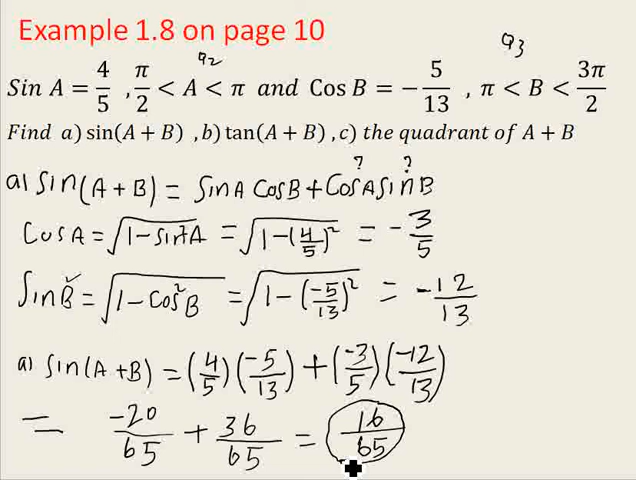 Example 1.8 on page 10
Q2 Q3
Sin A = 4/5 , π/2 < A < π and Cos B = −5/13 , π < B < 3π/2
Find a) sin(A + B) , b) tan(A + B) , c) the quadrant of A + B
? ?
a) Sin(A + B) = SinA CosB + CosA SinB
CosA = √(1 − sin²A) = √(1 − (4/5)²) = −3/5
SinB = √(1 − Cos²B) = √(1 − (−5/13)²) = −12/13
a) Sin(A + B) = (4/5)(−5/13) + (−3/5)(−12/13)
= −20/65 + 36/65 = 16/65